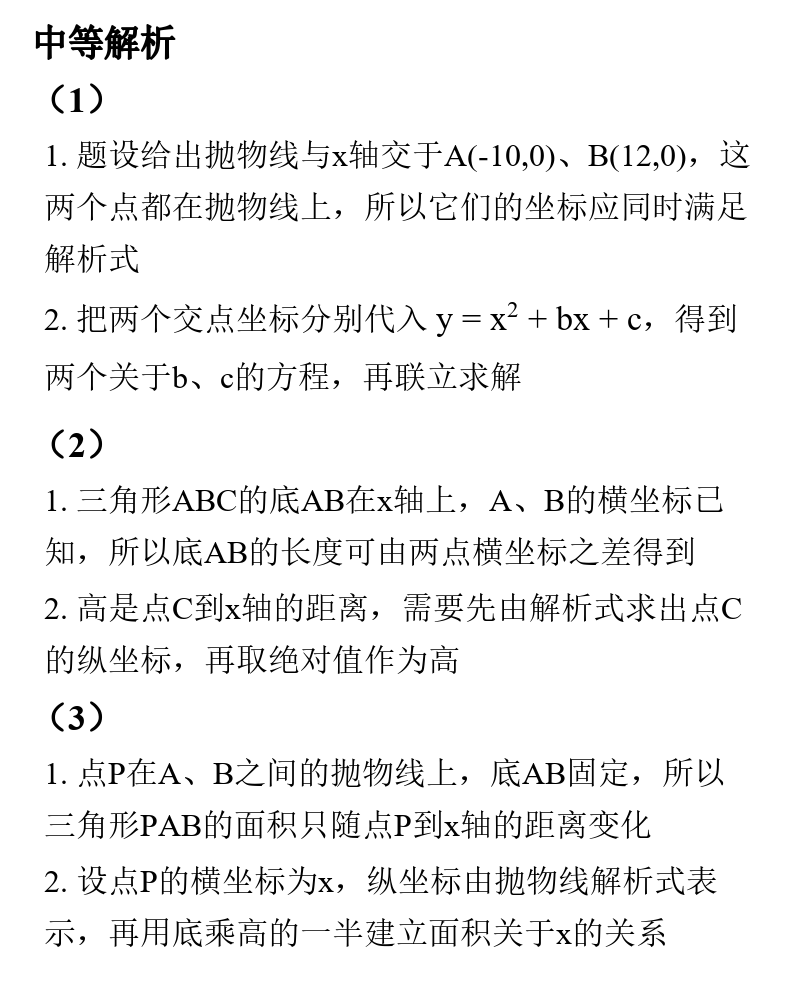 中等解析
（1）
1. 题设给出抛物线与x轴交于A(-10,0)、B(12,0)，这
两个点都在抛物线上，所以它们的坐标应同时满足
解析式
2. 把两个交点坐标分别代入 y = x² + bx + c，得到
两个关于b、c的方程，再联立求解
（2）
1. 三角形ABC的底AB在x轴上，A、B的横坐标已
知，所以底AB的长度可由两点横坐标之差得到
2. 高是点C到x轴的距离，需要先由解析式求出点C
的纵坐标，再取绝对值作为高
（3）
1. 点P在A、B之间的抛物线上，底AB固定，所以
三角形PAB的面积只随点P到x轴的距离变化
2. 设点P的横坐标为x，纵坐标由抛物线解析式表
示，再用底乘高的一半建立面积关于x的关系